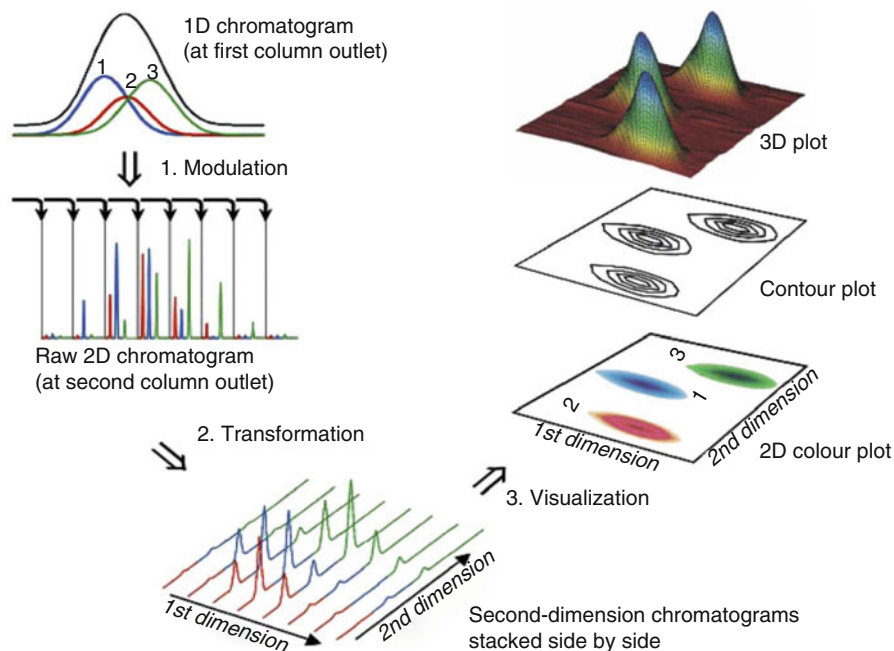 1D chromatogram
(at first column outlet)
1
2
3
1. Modulation
Raw 2D chromatogram
(at second column outlet)
2. Transformation
1st dimension
2nd dimension
Second-dimension chromatograms
stacked side by side
3. Visualization
3D plot
Contour plot
1
2
3
1st dimension
2nd dimension
2D colour plot